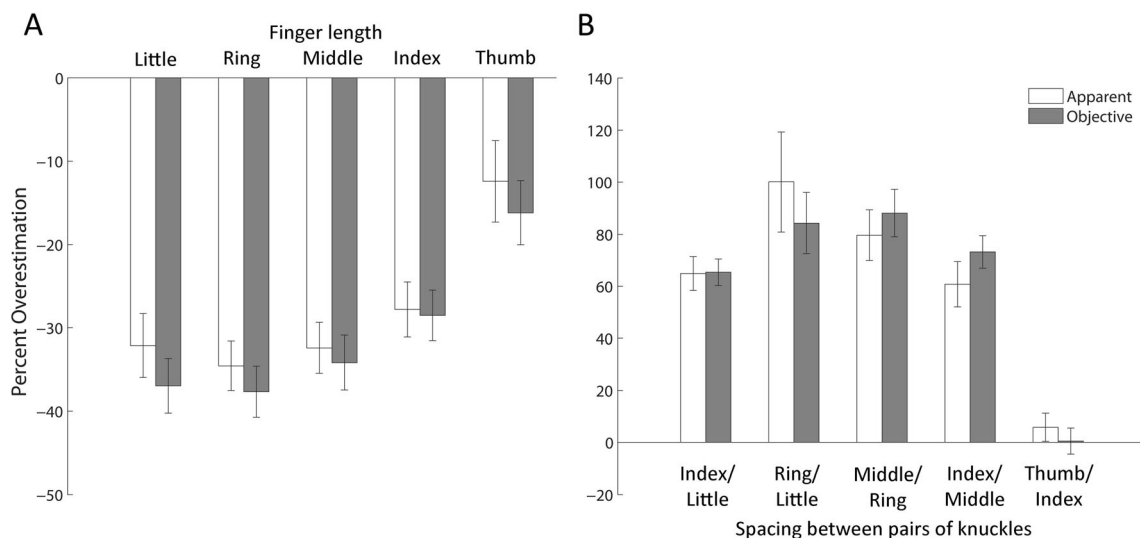 A
Finger length
Little Ring Middle Index Thumb
0
−10
−20
−30
−40
−50
Percent Overestimation
B
140
120
100
80
60
40
20
0
−20
Apparent
Objective
Index/ Ring/ Middle/ Index/ Thumb/
Little Little Ring Middle Index
Spacing between pairs of knuckles